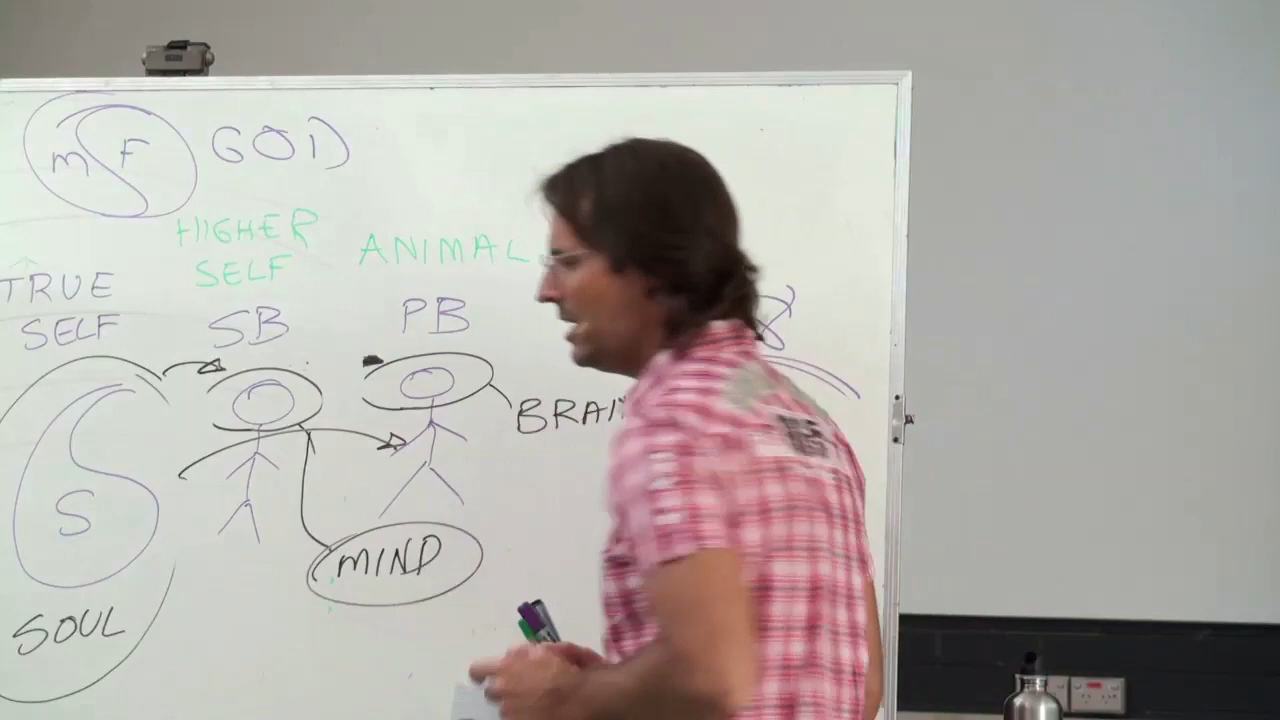 m F GOD
HIGHER
SELF
ANIMAL
TRUE
SELF
SB
PB
BRAI
S
MIND
SOUL